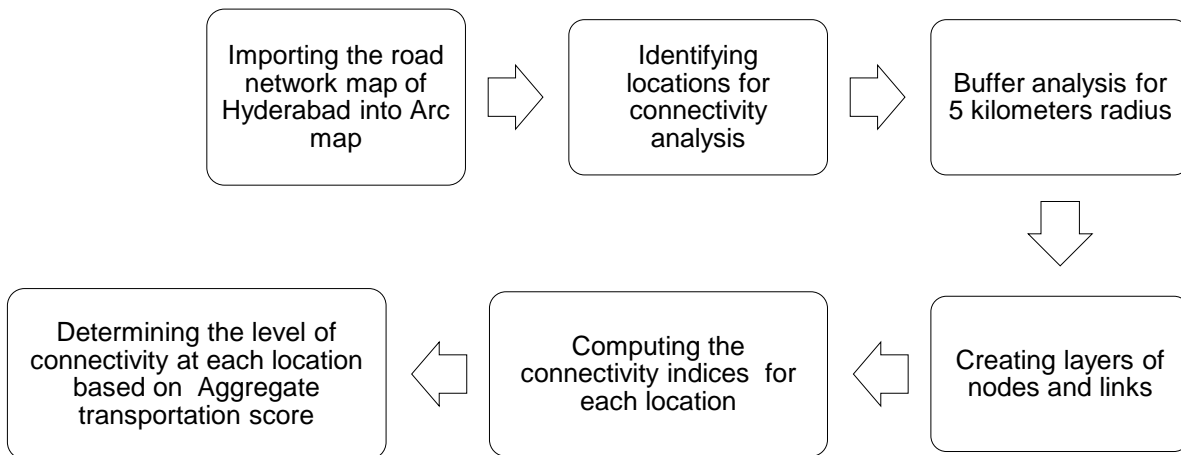 Importing the road
network map of
Hyderabad into Arc
map
Identifying
locations for
connectivity
analysis
Buffer analysis for
5 kilometers radius
Creating layers of
nodes and links
Computing the
connectivity indices for
each location
Determining the level of
connectivity at each location
based on Aggregate
transportation score